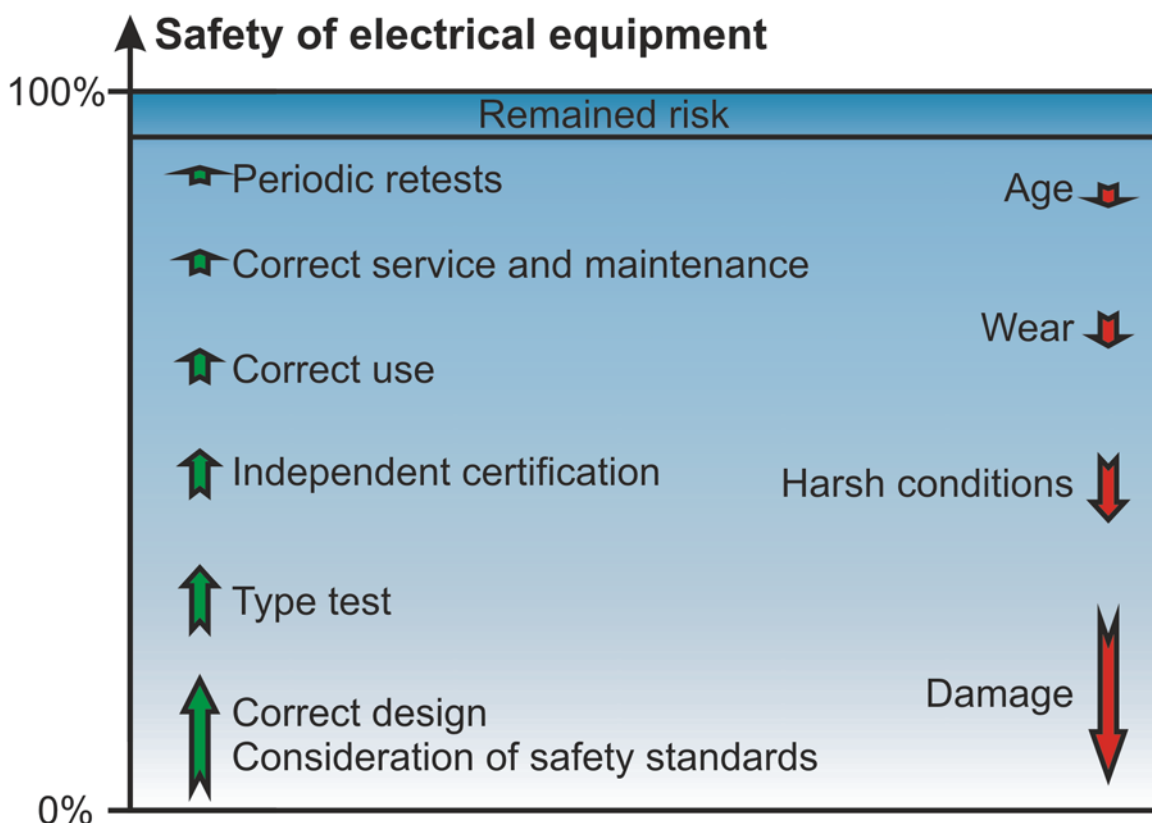 Safety of electrical equipment
100%
Remained risk
Periodic retests
Age
Correct service and maintenance
Wear
Correct use
Independent certification
Harsh conditions
Type test
Damage
Correct design
Consideration of safety standards
0%